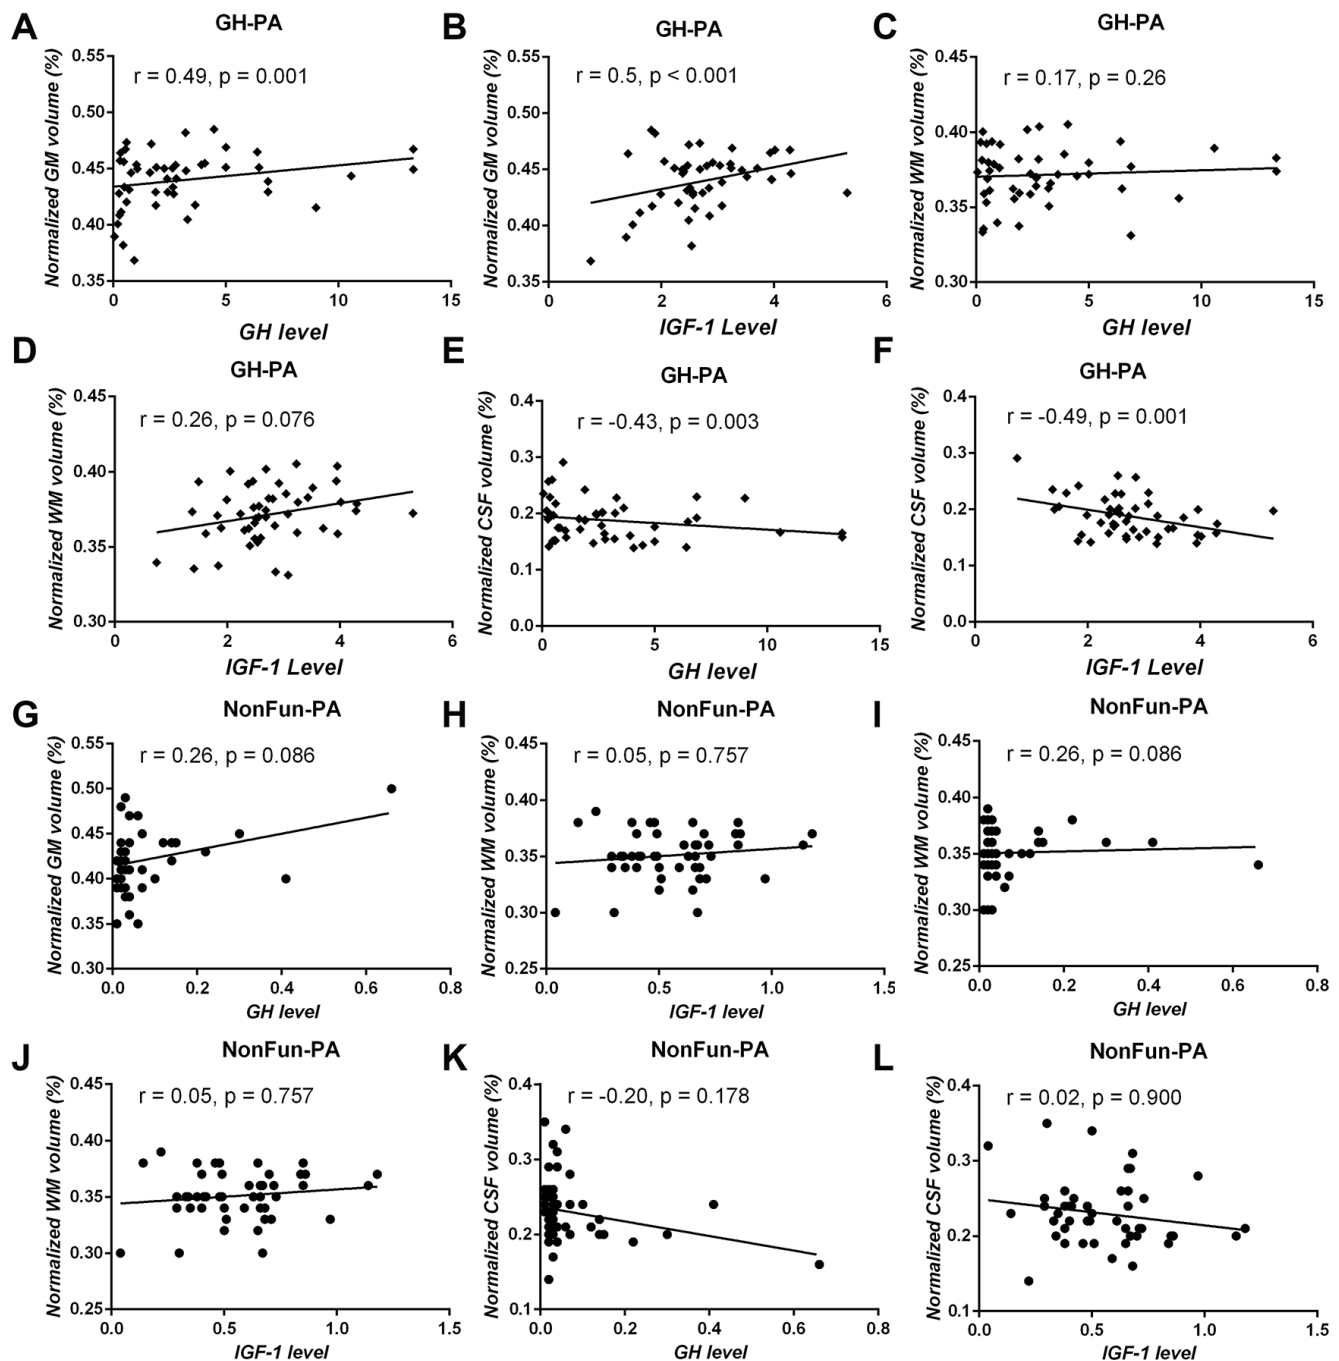 A
GH-PA
r = 0.49, p = 0.001
Normalized GM volume (%)
0.55
0.50
0.45
0.40
0.35
0
5
10
15
GH level
B
GH-PA
r = 0.5, p < 0.001
Normalized GM volume (%)
0.55
0.50
0.45
0.40
0.35
0
2
4
6
IGF-1 Level
C
GH-PA
r = 0.17, p = 0.26
Normalized WM volume (%)
0.45
0.40
0.35
0.30
0
5
10
15
GH level
D
GH-PA
r = 0.26, p = 0.076
Normalized WM volume (%)
0.45
0.40
0.35
0.30
0
2
4
6
IGF-1 Level
E
GH-PA
r = -0.43, p = 0.003
Normalized CSF volume (%)
0.4
0.3
0.2
0.1
0.0
0
5
10
15
GH level
F
GH-PA
r = -0.49, p = 0.001
Normalized CSF volume (%)
0.4
0.3
0.2
0.1
0.0
0
2
4
6
IGF-1 Level
G
NonFun-PA
r = 0.26, p = 0.086
Normalized GM volume (%)
0.55
0.50
0.45
0.40
0.35
0.30
0.0
0.2
0.4
0.6
0.8
GH level
H
NonFun-PA
r = 0.05, p = 0.757
Normalized WM volume (%)
0.45
0.40
0.35
0.30
0.25
0.0
0.5
1.0
1.5
IGF-1 level
I
NonFun-PA
r = 0.26, p = 0.086
Normalized WM volume (%)
0.45
0.40
0.35
0.30
0.25
0.0
0.2
0.4
0.6
0.8
GH level
J
NonFun-PA
r = 0.05, p = 0.757
Normalized WM volume (%)
0.45
0.40
0.35
0.30
0.25
0.0
0.5
1.0
1.5
IGF-1 level
K
NonFun-PA
r = -0.20, p = 0.178
Normalized CSF volume (%)
0.4
0.3
0.2
0.1
0.0
0.2
0.4
0.6
0.8
GH level
L
NonFun-PA
r = 0.02, p = 0.900
Normalized CSF volume (%)
0.4
0.3
0.2
0.1
0.0
0.5
1.0
1.5
IGF-1 level